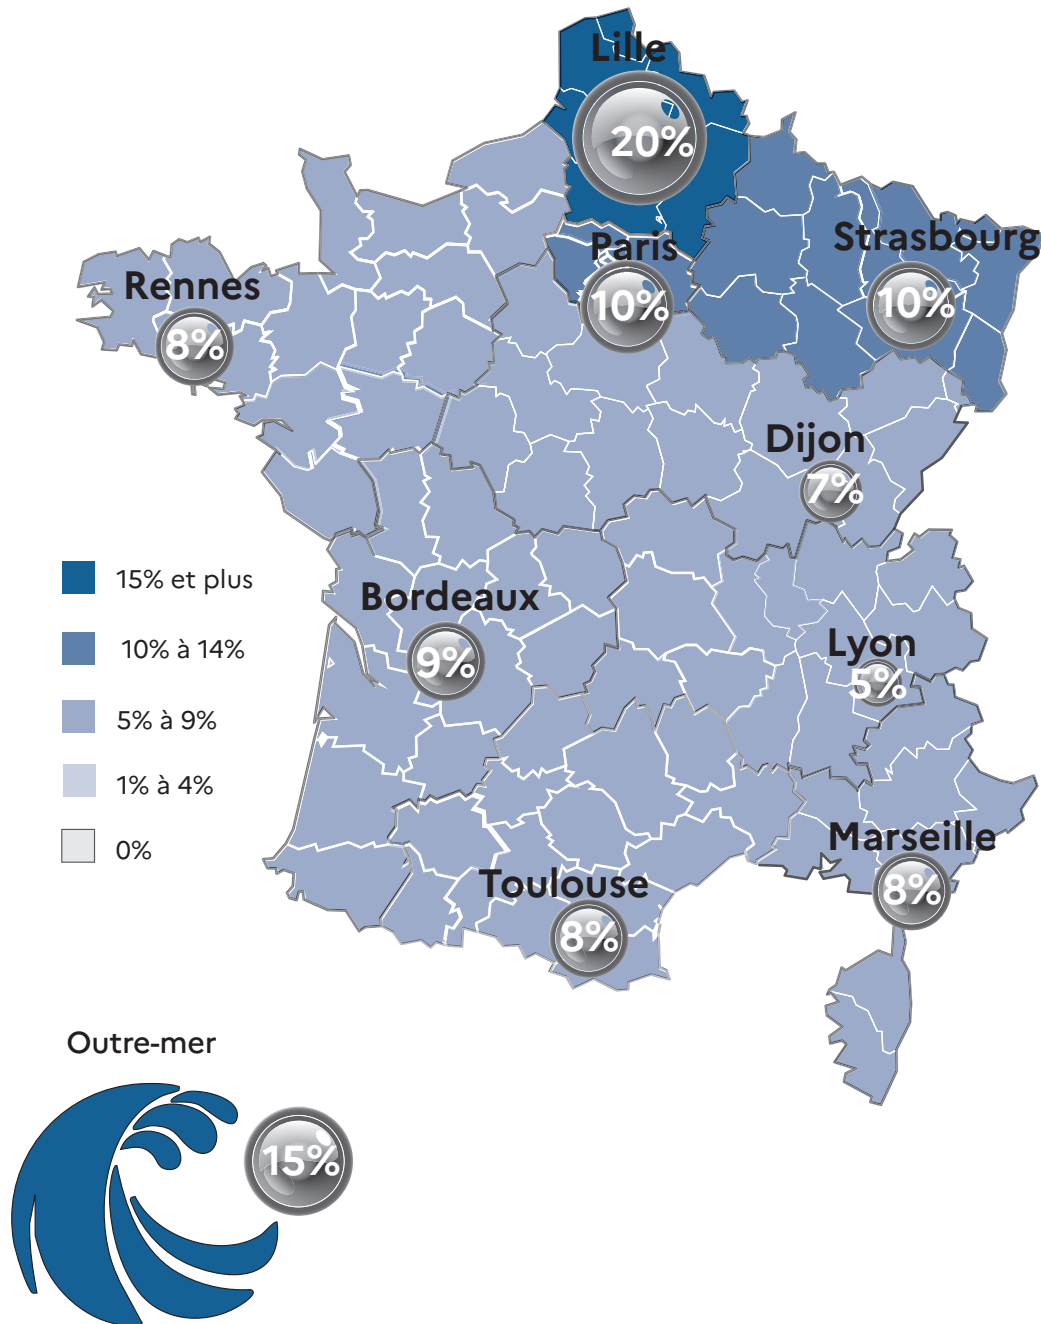 Lille
20%
Paris
10%
Strasbourg
10%
Rennes
8%
Dijon
7%
Bordeaux
9%
Lyon
5%
Marseille
8%
Toulouse
8%
15% et plus
10% à 14%
5% à 9%
1% à 4%
0%
Outre-mer
15%